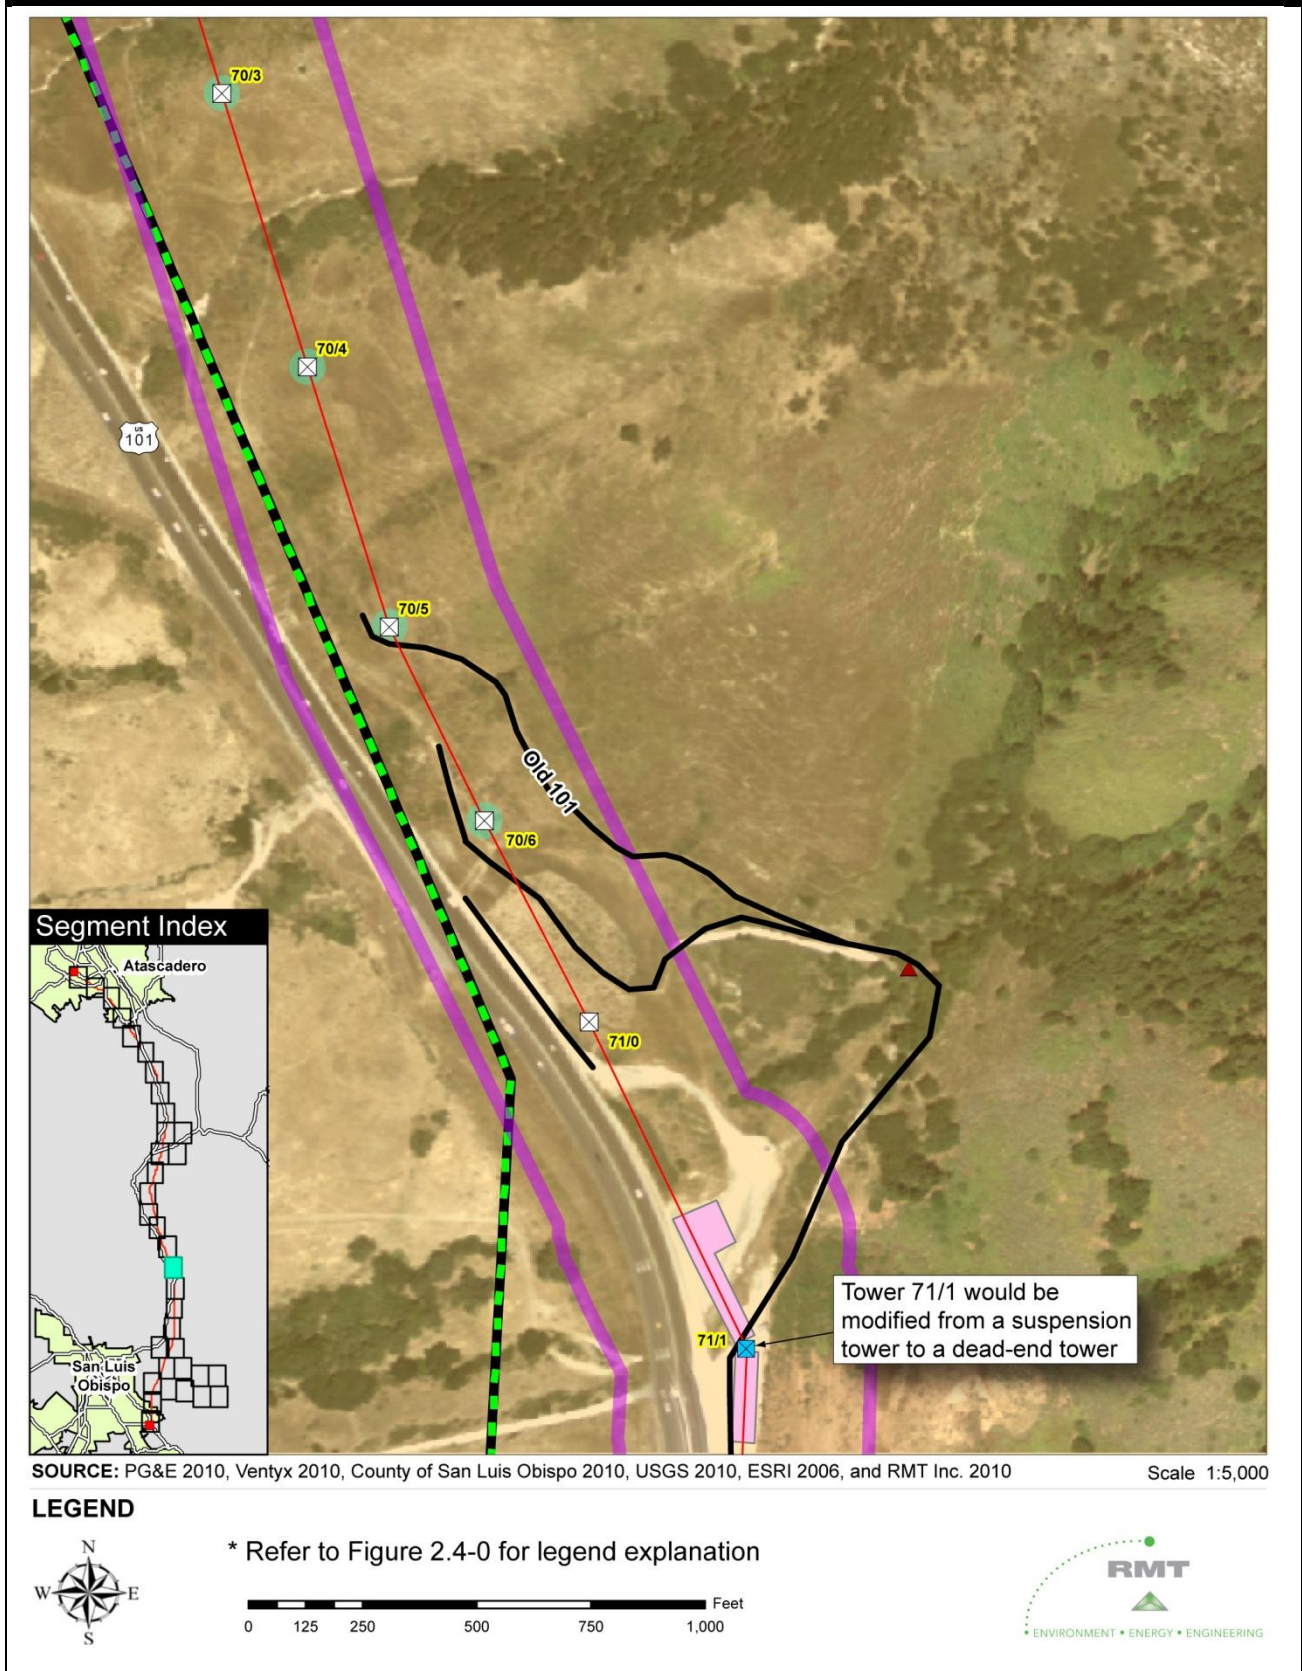 70/3
70/4
US
101
70/5
Old 101
70/6
71/0
71/1
Tower 71/1 would be
modified from a suspension
tower to a dead-end tower
Segment Index
Atascadero
San Luis
Obispo
SOURCE: PG&E 2010, Ventyx 2010, County of San Luis Obispo 2010, USGS 2010, ESRI 2006, and RMT Inc. 2010
Scale 1:5,000
LEGEND
N
W E
S
* Refer to Figure 2.4-0 for legend explanation
Feet
0 125 250 500 750 1,000
RMT
• ENVIRONMENT • ENERGY • ENGINEERING